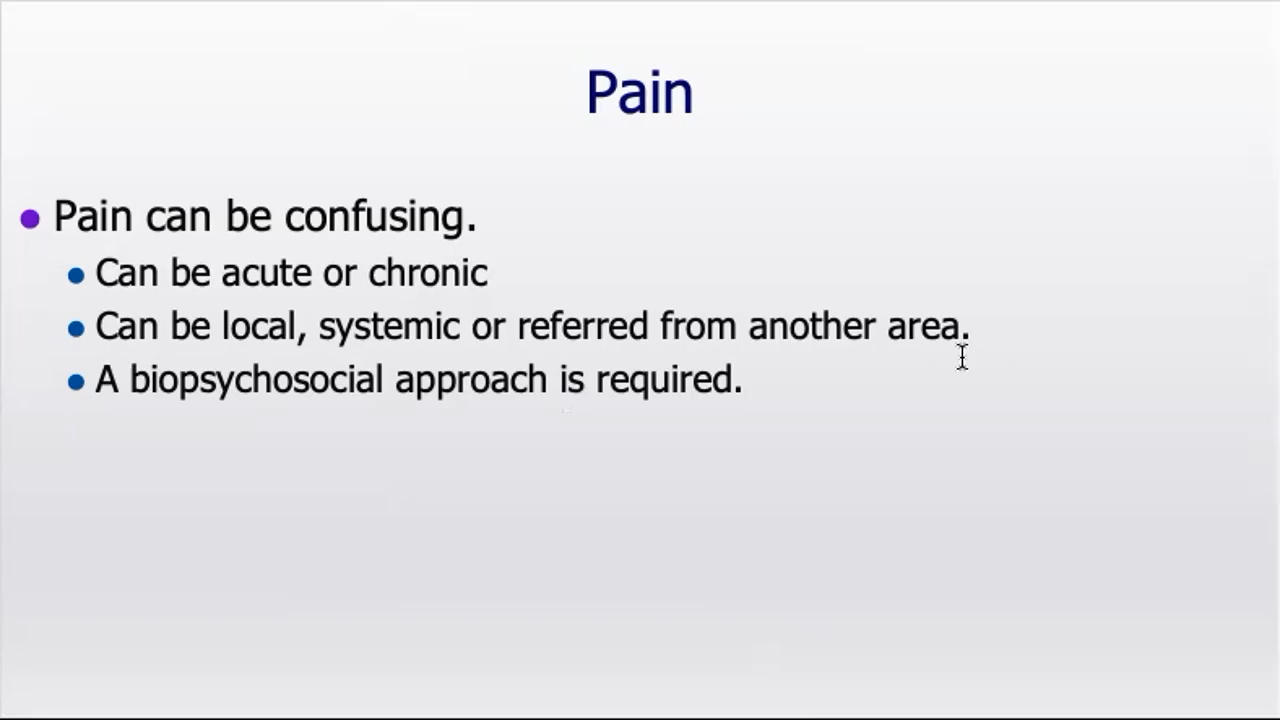 Pain
Pain can be confusing.
Can be acute or chronic
Can be local, systemic or referred from another area.
A biopsychosocial approach is required.